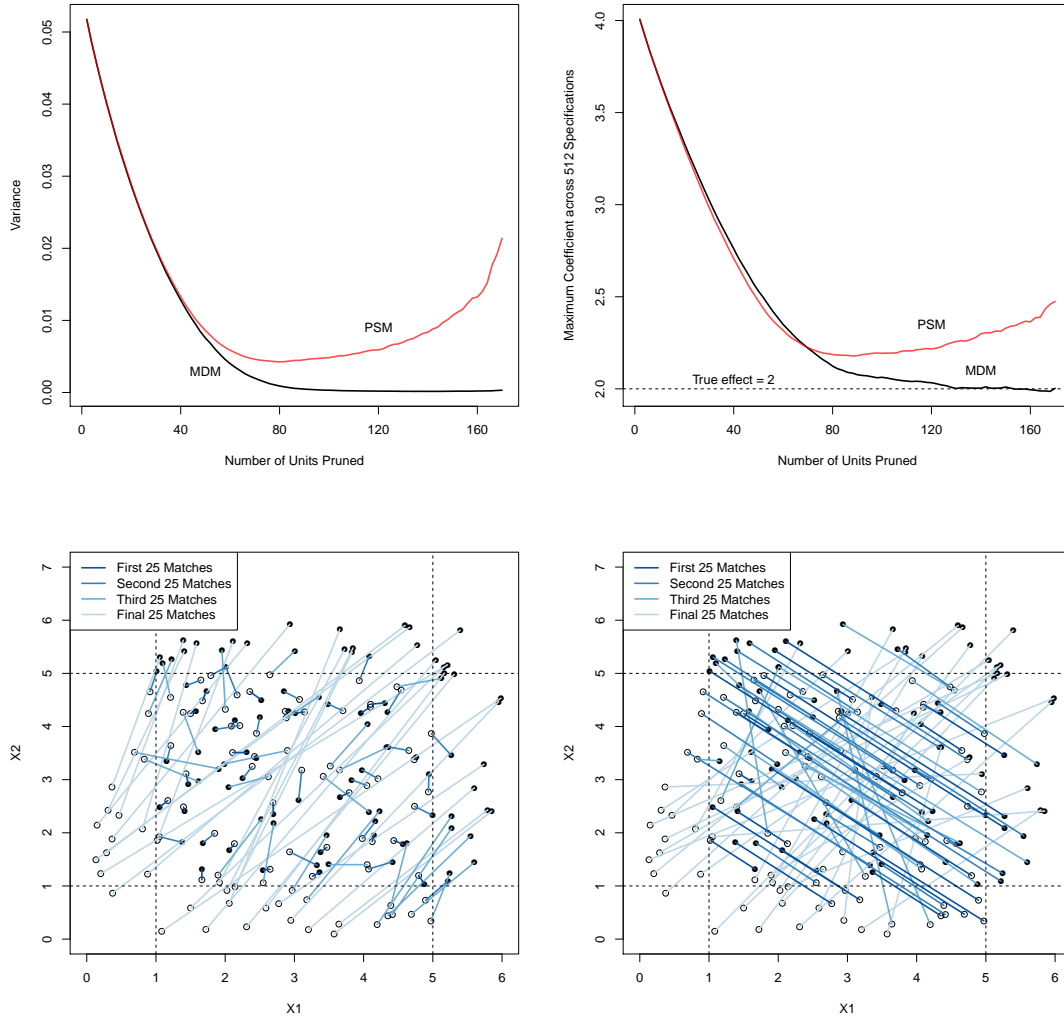 Variance
0.00
0.01
0.02
0.03
0.04
0.05
PSM
MDM
0 40 80 120 160
Number of Units Pruned
Maximum Coefficient across 512 Specifications
2.0
2.5
3.0
3.5
4.0
PSM
MDM
True effect = 2
0 40 80 120 160
Number of Units Pruned
First 25 Matches
Second 25 Matches
Third 25 Matches
Final 25 Matches
X2
0
1
2
3
4
5
6
7
0 1 2 3 4 5 6
X1
First 25 Matches
Second 25 Matches
Third 25 Matches
Final 25 Matches
X2
0
1
2
3
4
5
6
7
0 1 2 3 4 5 6
X1